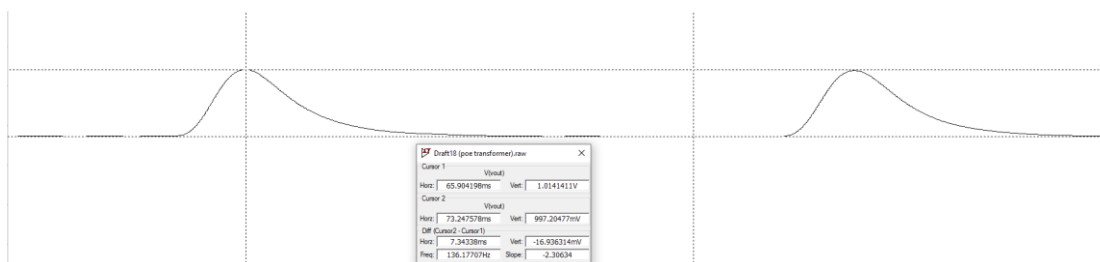 Draft18 (poe transformer).raw
Cursor 1
V(vout)
Horz: 65.904198ms Vert: 1.0141411V
Cursor 2
V(vout)
Horz: 73.247578ms Vert: 997.20477mV
Diff (Cursor2 - Cursor1)
Horz: 7.34338ms Vert: -16.936314mV
Freq: 136.17707Hz Slope: -2.30634